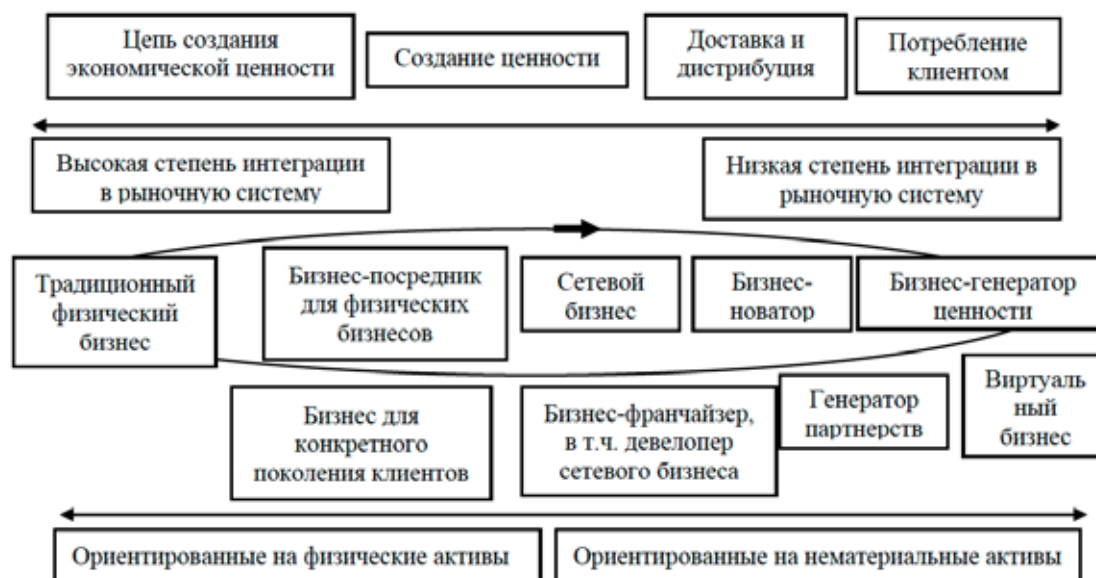 Цепь создания
экономической ценности
Создание ценности
Доставка и
дистрибуция
Потребление
клиентом
Высокая степень интеграции
в рыночную систему
Низкая степень интеграции в
рыночную систему
Традиционный
физический
бизнес
Бизнес-посредник
для физических
бизнесов
Сетевой
бизнес
Бизнес-
новатор
Бизнес-генератор
ценности
Бизнес для
конкретного
поколения клиентов
Бизнес-франчайзер,
в т.ч. девелопер
сетевого бизнеса
Генератор
партнерств
Виртуаль
ный
бизнес
Ориентированные на физические активы
Ориентированные на нематериальные активы